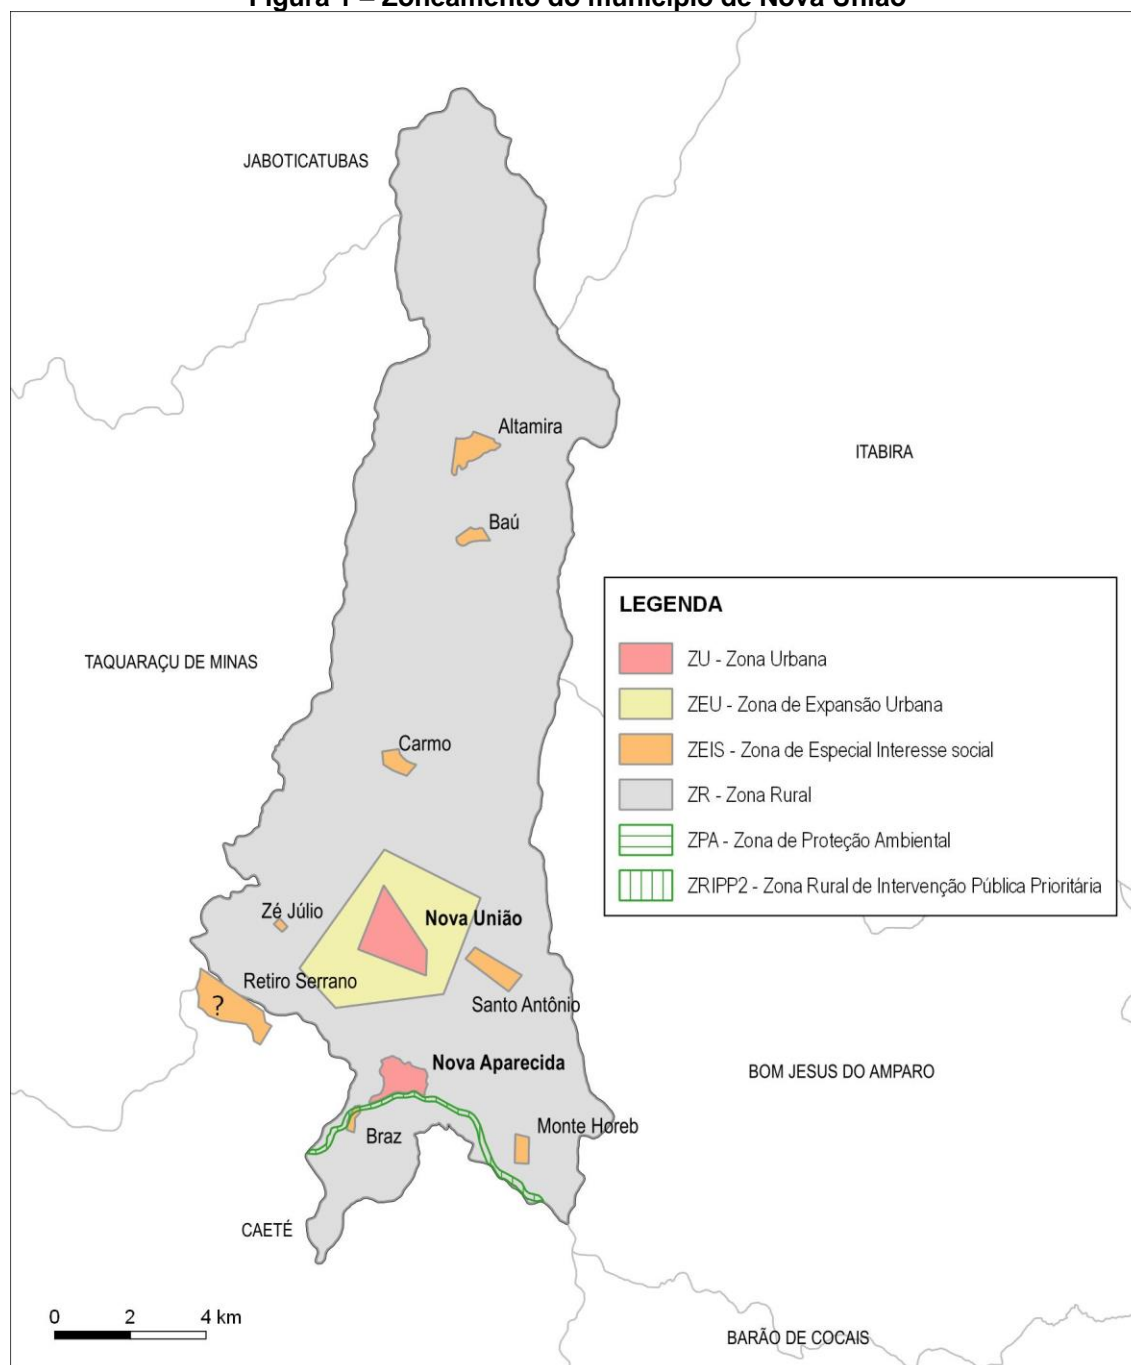 Figura 1 – Zoneamento do município de Nova União
JABOTICATUBAS
Altamira
ITABIRA
Baú
LEGENDA
ZU - Zona Urbana
TAQUARAÇU DE MINAS
ZEU - Zona de Expansão Urbana
Carmo
ZEIS - Zona de Especial Interesse social
ZR - Zona Rural
ZPA - Zona de Proteção Ambiental
ZRIPP2 - Zona Rural de Intervenção Pública Prioritária
Zé Júlio
Nova União
Retiro Serrano
?
Santo Antônio
Nova Aparecida
BOM JESUS DO AMPARO
Monte Horeb
Braz
CAETÉ
0 2 4 km
BARÃO DE COCAIS